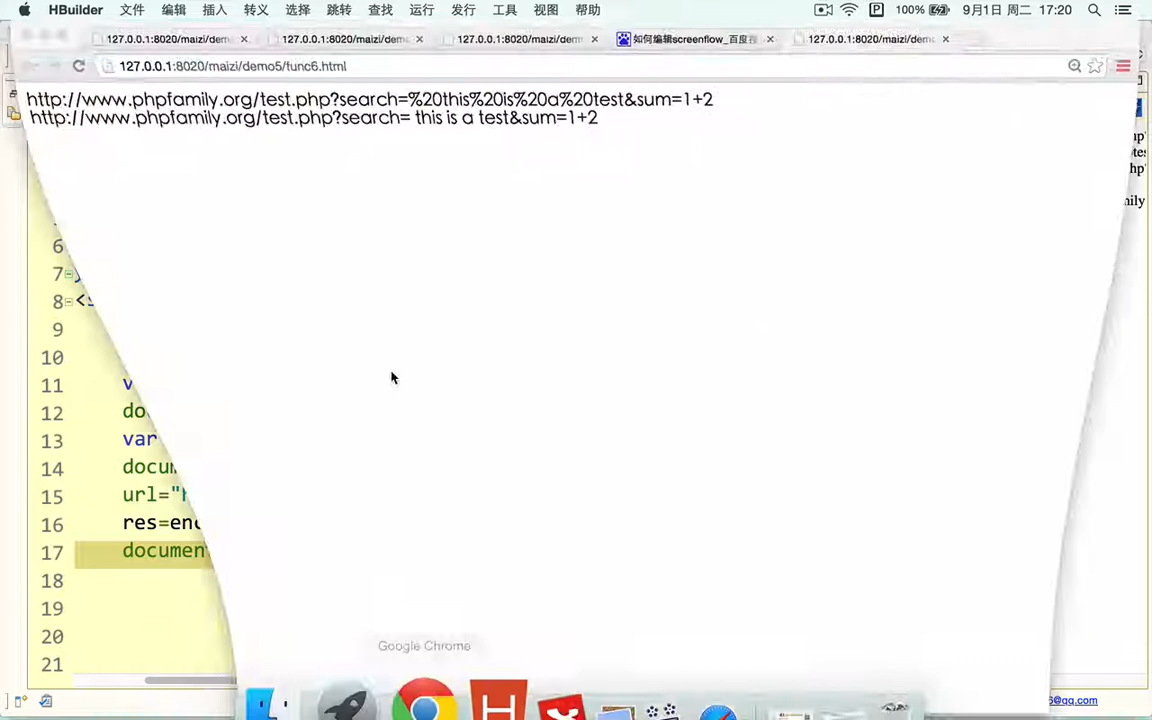 HBuilder 文件 编辑 插入 转义 选择 跳转 查找 运行 发行 工具 视图 帮助 P 100% 9月1日 周二 17:20
127.0.0.1:8020/maizi/dem 127.0.0.1:8020/maizi/dem 127.0.0.1:8020/maizi/dem 如何编辑screenflow_百度搜 127.0.0.1:8020/maizi/dem
127.0.0.1:8020/maizi/demo5/func6.html
http://www.phpfamily.org/test.php?search=%20this%20is%20a%20test&sum=1+2
http://www.phpfamily.org/test.php?search= this is a test&sum=1+2
6
7
8 <
9
10
11 v
12 do
13 var
14 docum
15 url="h
16 res=enc
17 documen
18
19
20
21
Google Chrome
6@qq.com